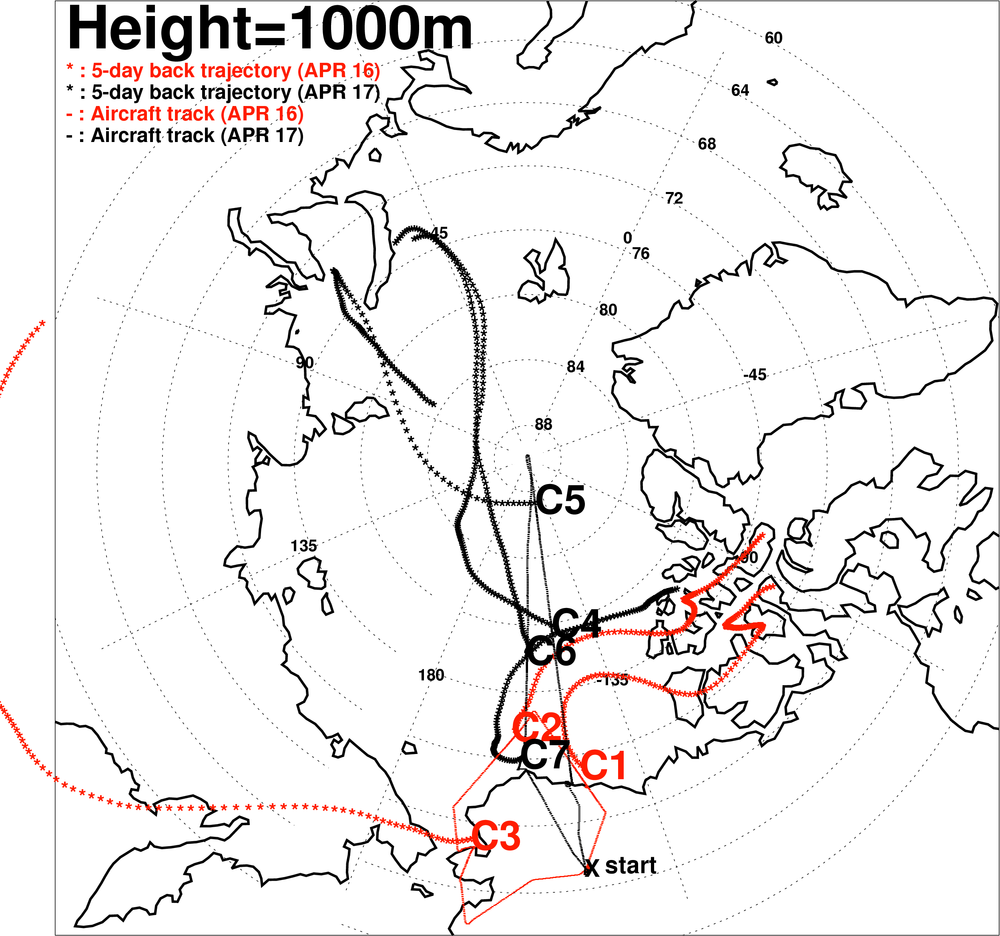 Height=1000m
* : 5-day back trajectory (APR 16)
* : 5-day back trajectory (APR 17)
- : Aircraft track (APR 16)
- : Aircraft track (APR 17)
60
64
68
72
0
76
45
80
90
84
-45
88
C5
135
90
C4
C6
180
-135
C2
C7
C1
C3
x start